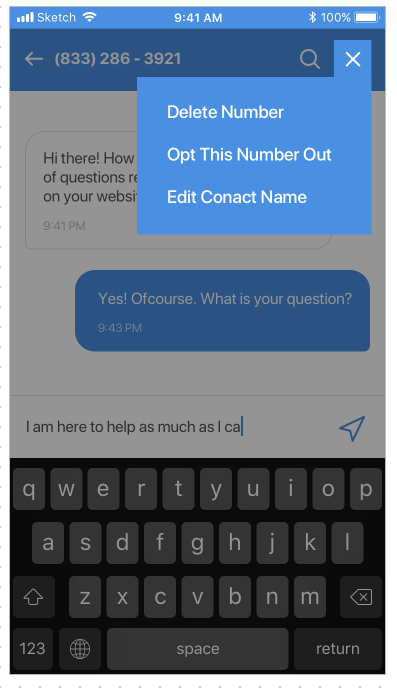 Sketch 9:41 AM 100%
(833) 286 - 3921
Delete Number
Opt This Number Out
Edit Conact Name
Hi there! How
of questions
on your
9:41 PM
Yes! Ofcourse. What is your question?
9:43 PM
I am here to help as much as I ca
q w e r t y u i o p
a s d f g h j k l
z x c v b n m
123 space return